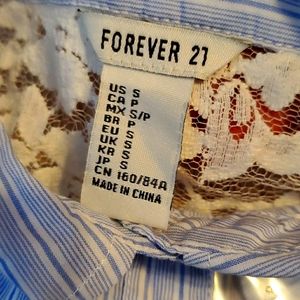 FOREVER 21
US S
CA P
MX S/P
BR P
EU S
UK S
KR S
JP S
CN 160/84A
MADE IN CHINA